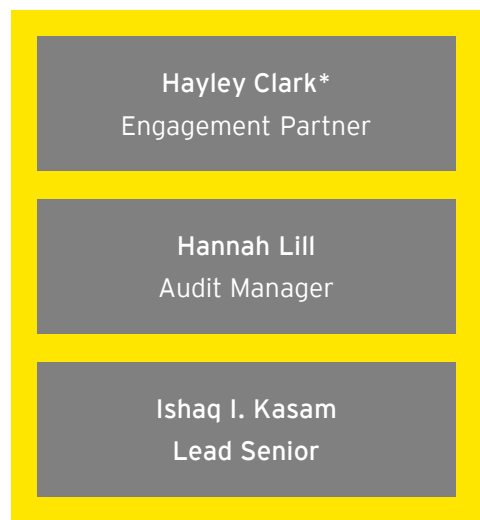 Hayley Clark*
Engagement Partner
Hannah Lill
Audit Manager
Ishaq I. Kasam
Lead Senior